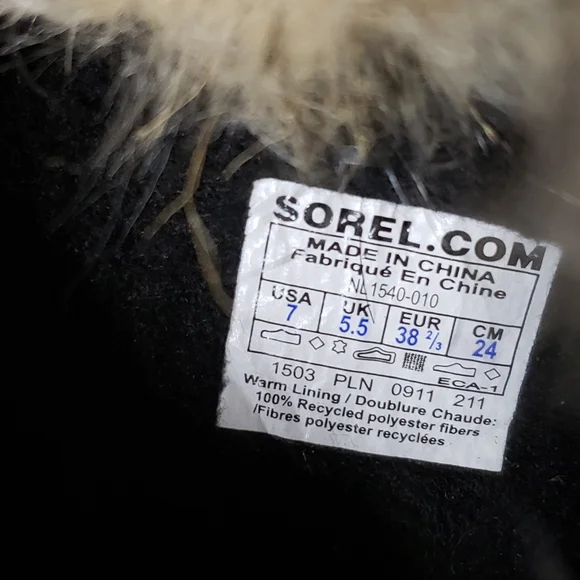 SOREL.COM
MADE IN CHINA
Fabriqué En Chine
NL1540-010
USA UK EUR CM
7 5.5 38 2/3 24
ECA-1
1503 PLN 0911 211
Warm Lining / Doublure Chaude:
100% Recycled polyester fibers
/Fibres polyester recyclées